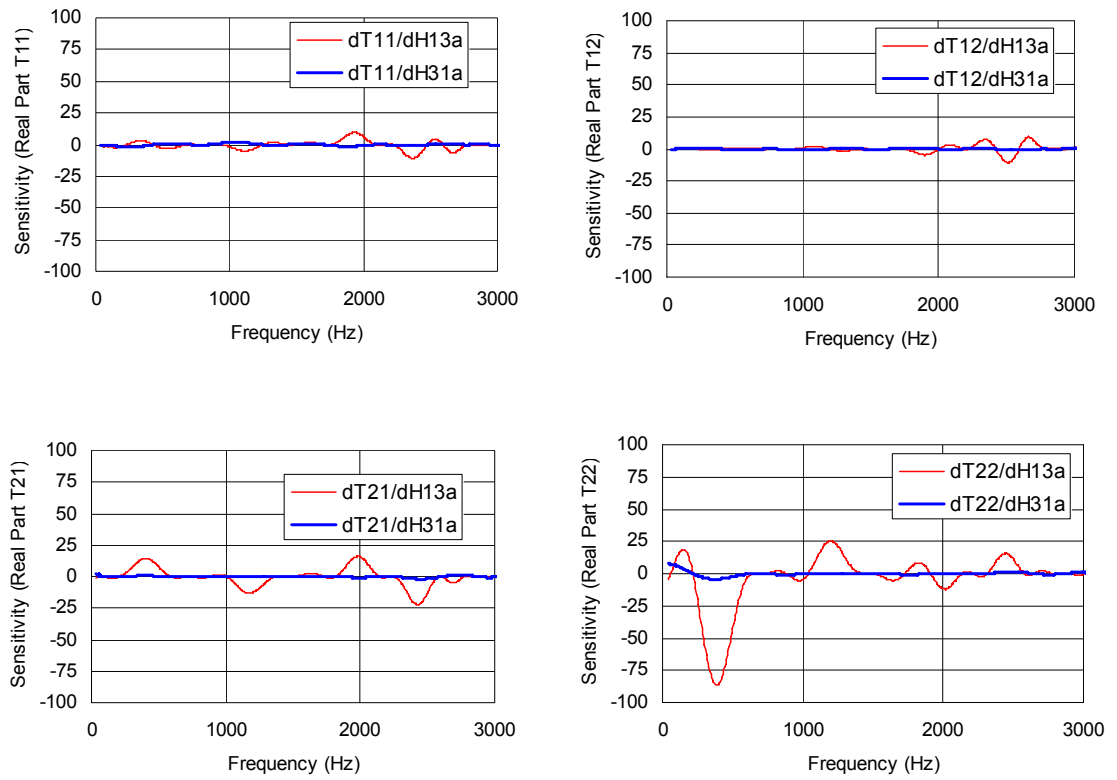 Sensitivity (Real Part T11)
100
75
50
25
0
-25
-50
-75
-100
dT11/dH13a
dT11/dH31a
0 1000 2000 3000
Frequency (Hz)
Sensitivity (Real Part T12)
100
75
50
25
0
-25
-50
-75
-100
dT12/dH13a
dT12/dH31a
0 1000 2000 3000
Frequency (Hz)
Sensitivity (Real Part T21)
100
75
50
25
0
-25
-50
-75
-100
dT21/dH13a
dT21/dH31a
0 1000 2000 3000
Frequency (Hz)
Sensitivity (Real Part T22)
100
75
50
25
0
-25
-50
-75
-100
dT22/dH13a
dT22/dH31a
0 1000 2000 3000
Frequency (Hz)